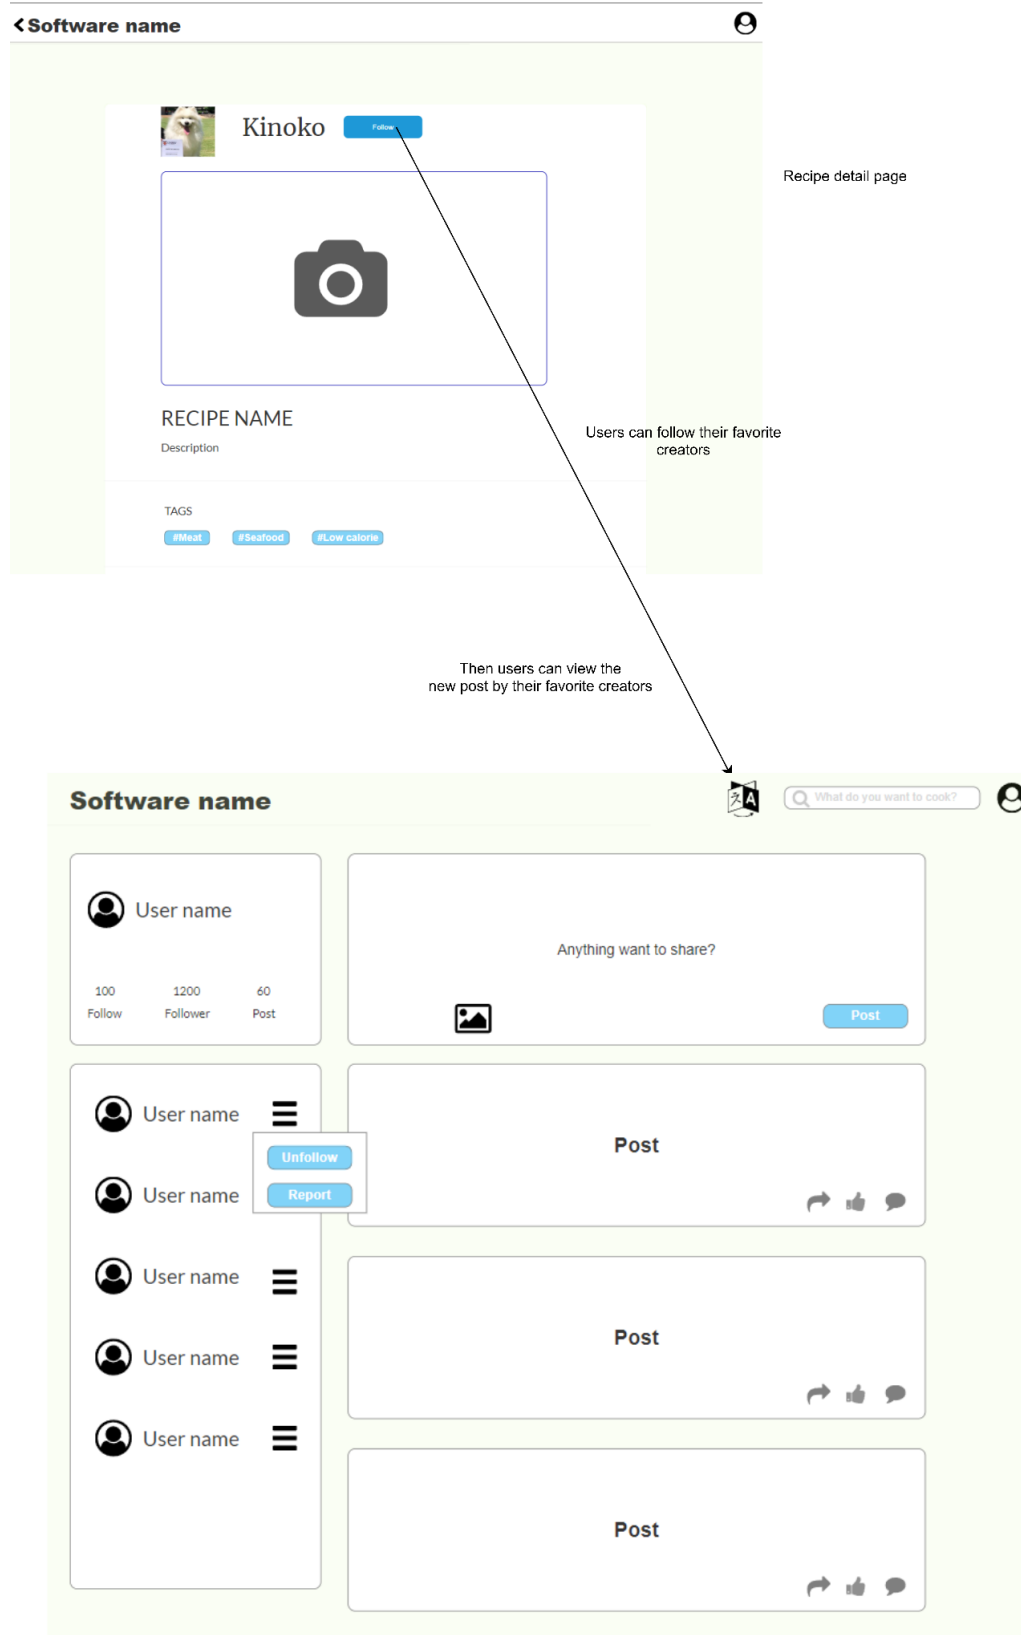 Software name
Kinoko
Follow
Recipe detail page
RECIPE NAME
Description
Users can follow their favorite
creators
TAGS
#Meat #Seafood #Low calorie
Then users can view the
new post by their favorite creators
Software name
What do you want to cook?
User name
100 1200 60
Follow Follower Post
Anything want to share?
Post
User name
Unfollow
Report
User name
User name
User name
User name
Post
Post
Post